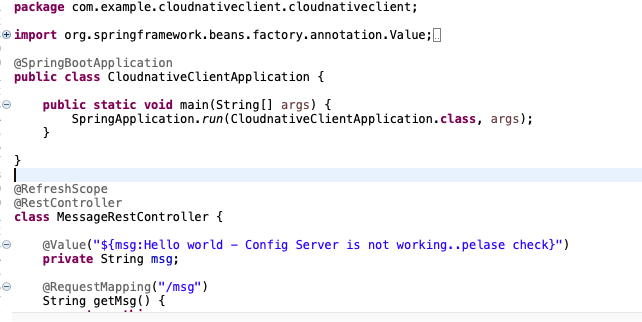 package com.example.cloudnativeclient.cloudnativeclient;
import org.springframework.beans.factory.annotation.Value;
@SpringBootApplication
public class CloudnativeClientApplication {
public static void main(String[] args) {
SpringApplication.run(CloudnativeClientApplication.class, args);
}
}
@RefreshScope
@RestController
class MessageRestController {
@Value("${msg:Hello world - Config Server is not working..pelase check}")
private String msg;
@RequestMapping("/msg")
String getMsg() {